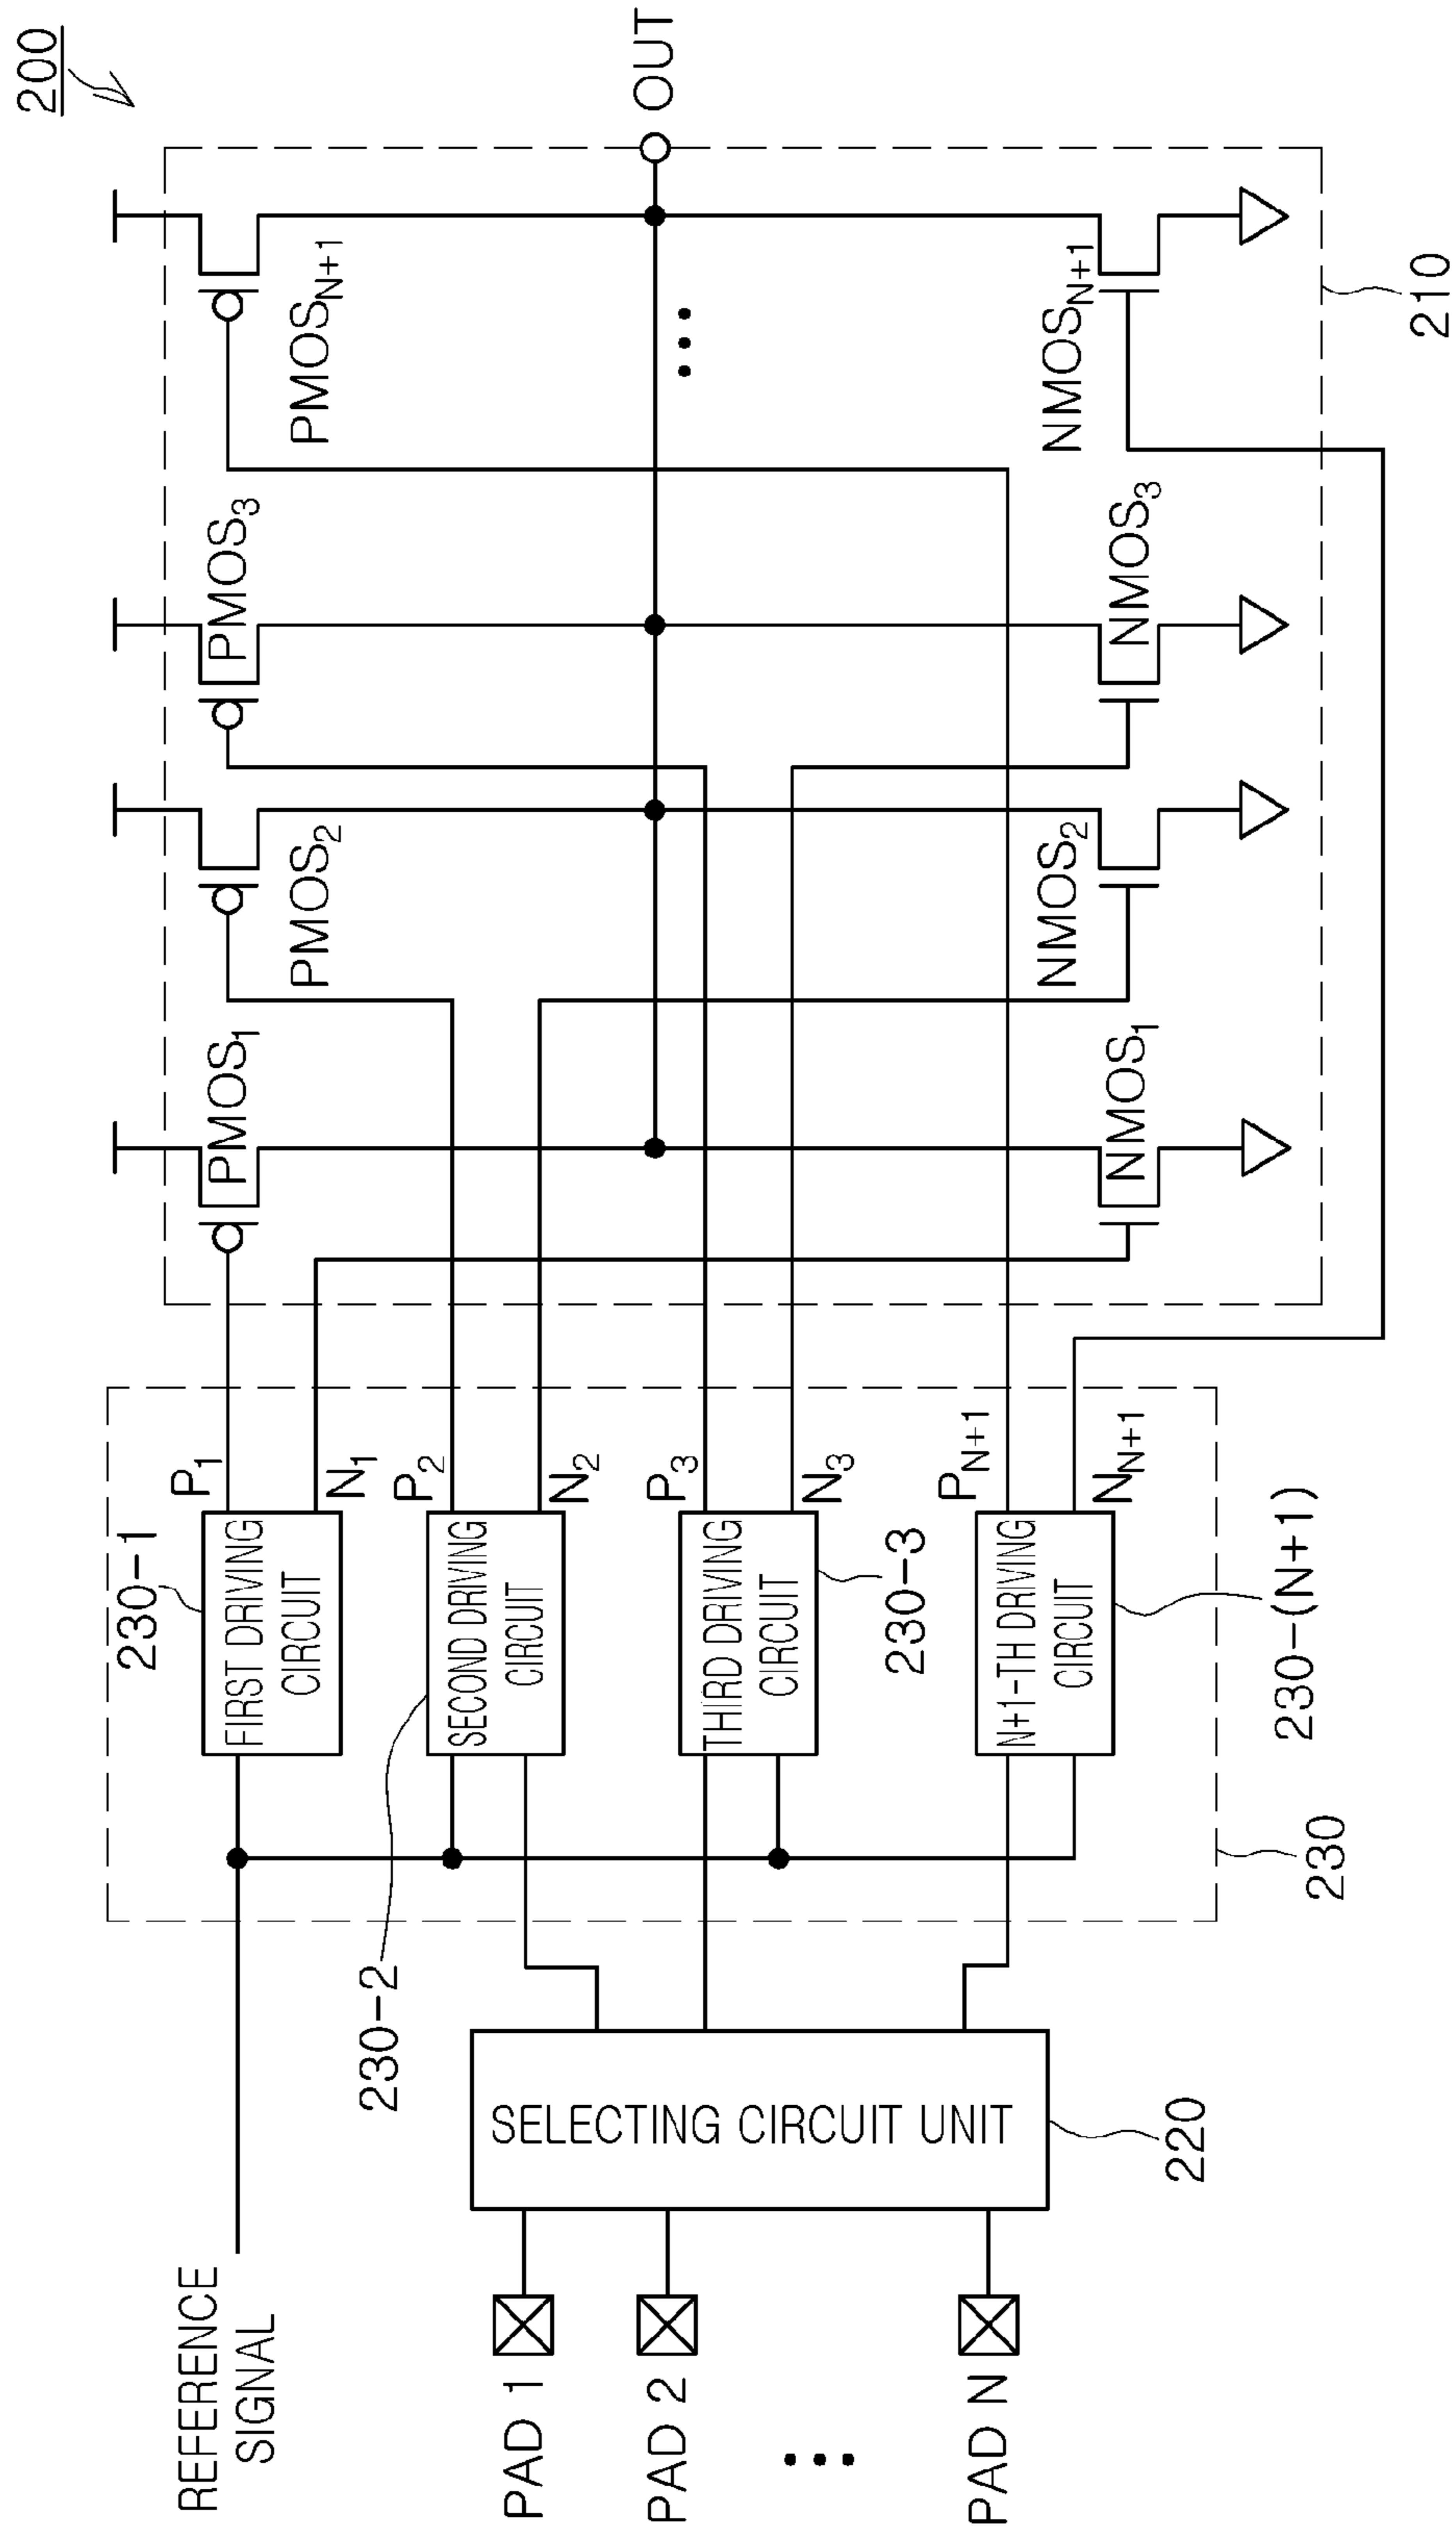 200
REFERENCE
SIGNAL
PAD 1
PAD 2
PAD N
SELECTING CIRCUIT UNIT
220
230-1
FIRST DRIVING
CIRCUIT
P1
N1
230-2
SECOND DRIVING
CIRCUIT
P2
N2
THIRD DRIVING
CIRCUIT
230-3
P3
N3
N+1-TH DRIVING
CIRCUIT
230-(N+1)
PN+1
NN+1
230
PMOS1
PMOS2
PMOS3
PMOSN+1
NMOS1
NMOS2
NMOS3
NMOSN+1
OUT
210